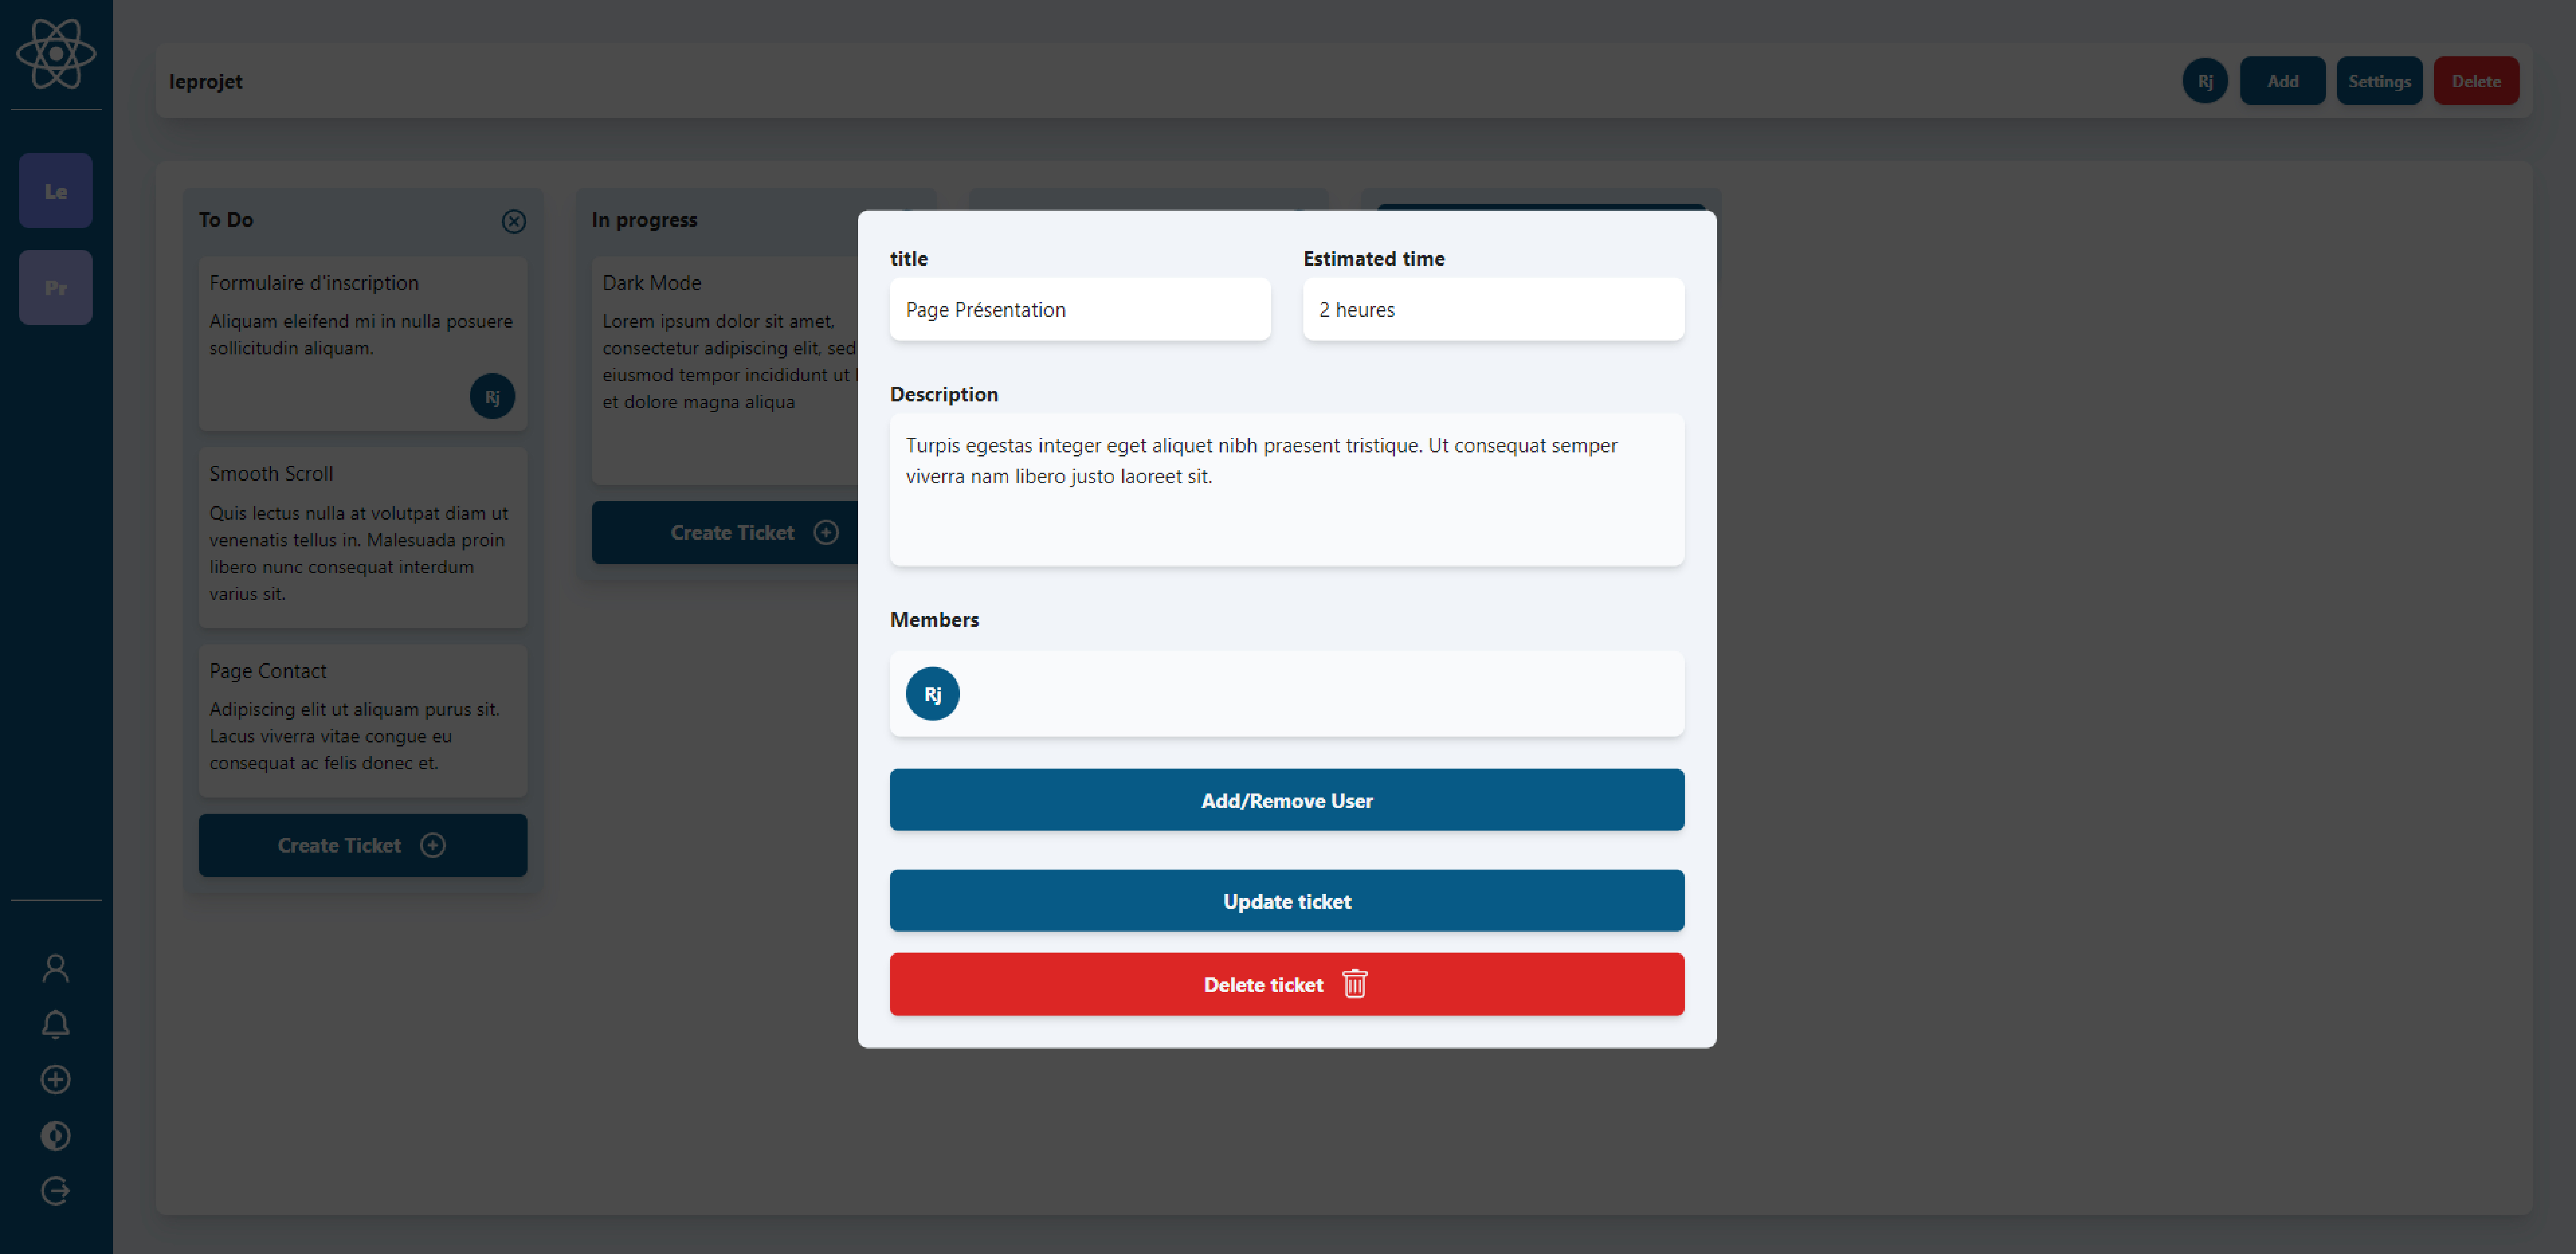 leprojet
Rj
Add
Settings
Delete
Le
Pr
To Do
Formulaire d'inscription
Aliquam eleifend mi in nulla posuere
sollicitudin aliquam.
Rj
Smooth Scroll
Quis lectus nulla at volutpat diam ut
venenatis tellus in. Malesuada proin
libero nunc consequat interdum
varius sit.
Page Contact
Adipiscing elit ut aliquam purus sit.
Lacus viverra vitae congue eu
consequat ac felis donec et.
Create Ticket
In progress
Dark Mode
Lorem ipsum dolor sit amet,
consectetur adipiscing elit, sed
eiusmod tempor incididunt ut
et dolore magna aliqua
Create Ticket
title
Page Présentation
Estimated time
2 heures
Description
Turpis egestas integer eget aliquet nibh praesent tristique. Ut consequat semper
viverra nam libero justo laoreet sit.
Members
Rj
Add/Remove User
Update ticket
Delete ticket